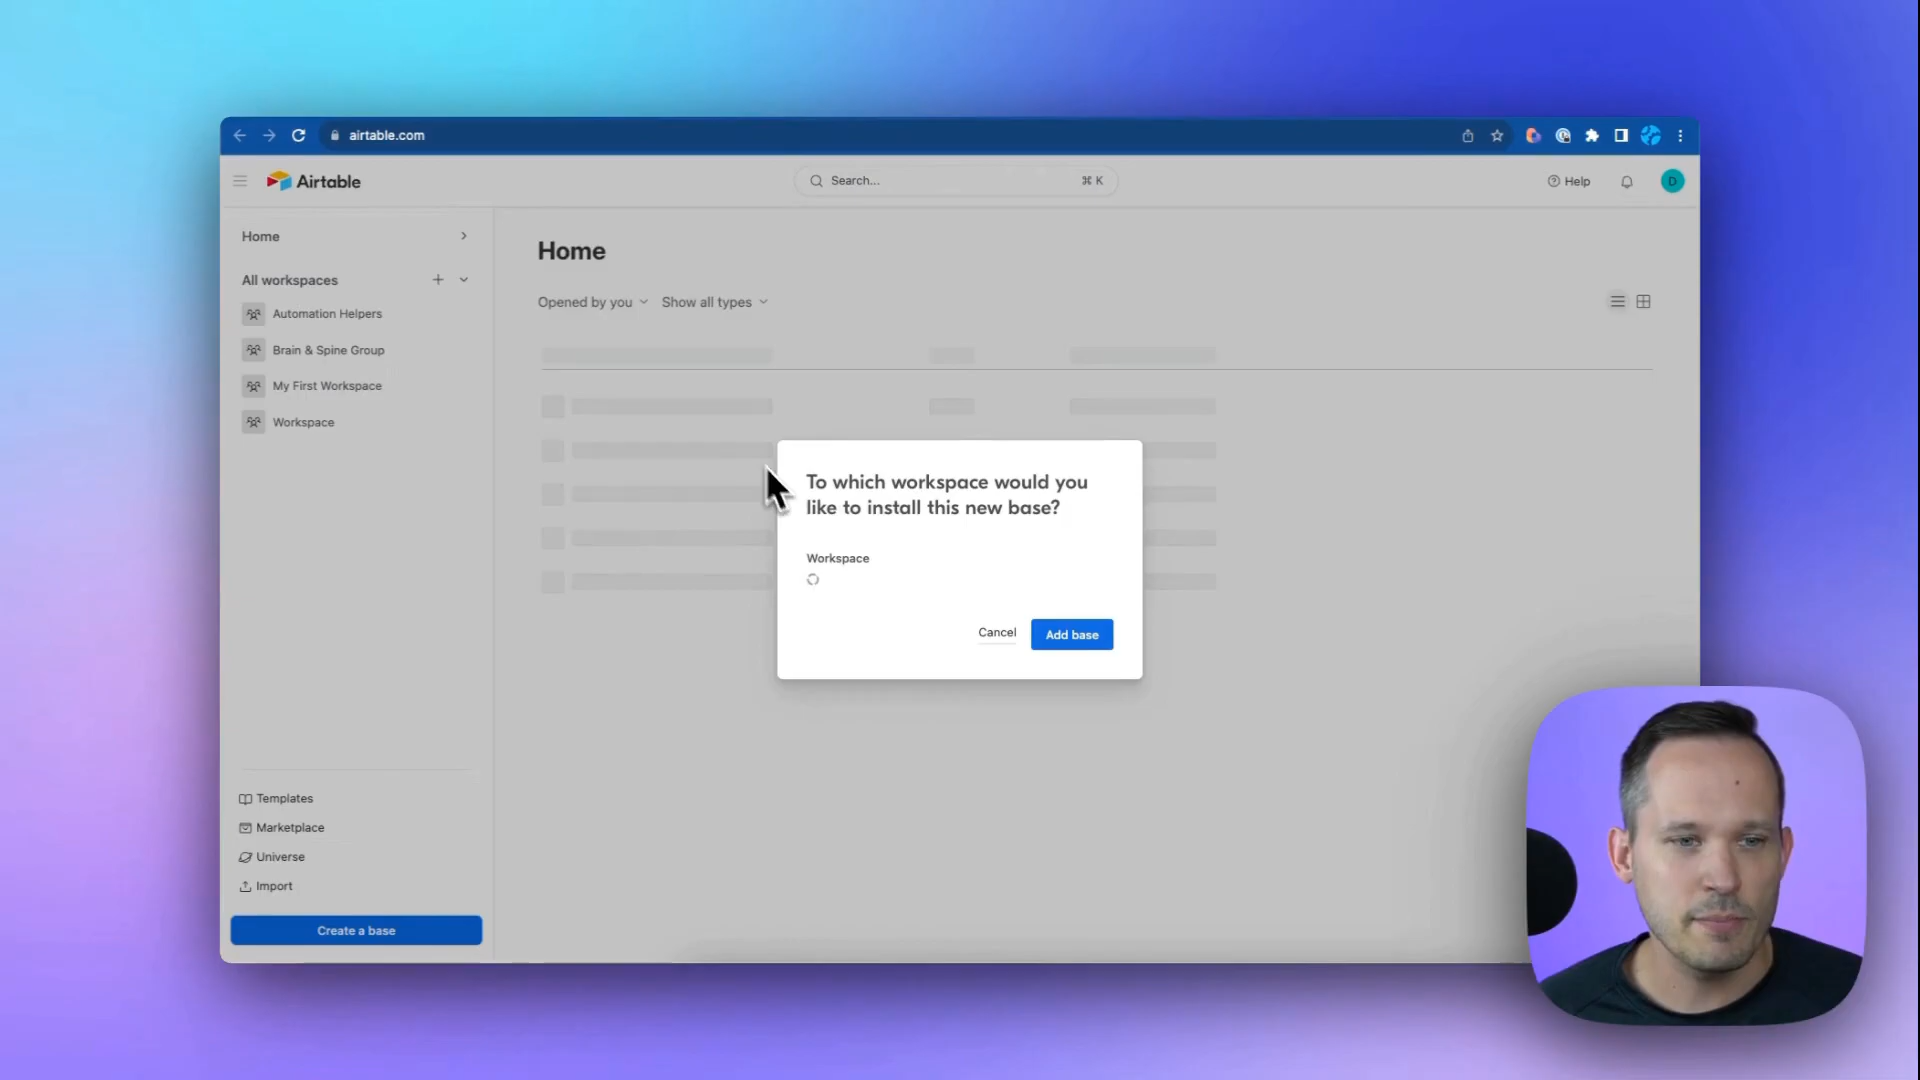 airtable.com
Airtable
Search...
⌘ K
Help
D
Home
All workspaces
Automation Helpers
Brain & Spine Group
My First Workspace
Workspace
Home
Opened by you
Show all types
To which workspace would you
like to install this new base?
Workspace
Cancel
Add base
Templates
Marketplace
Universe
Import
Create a base